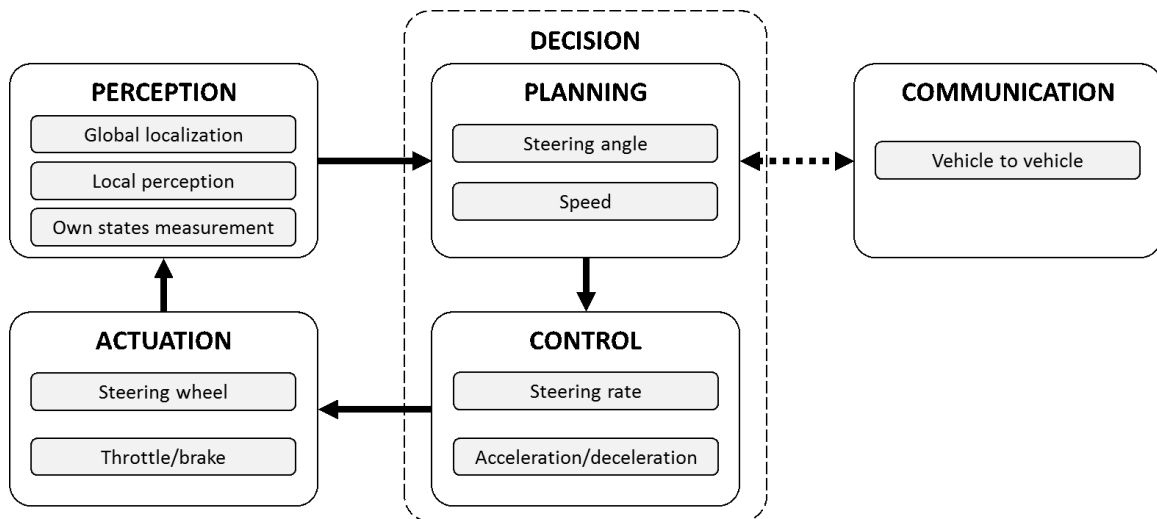 DECISION
PERCEPTION
Global localization
Local perception
Own states measurement
PLANNING
Steering angle
Speed
COMMUNICATION
Vehicle to vehicle
ACTUATION
Steering wheel
Throttle/brake
CONTROL
Steering rate
Acceleration/deceleration